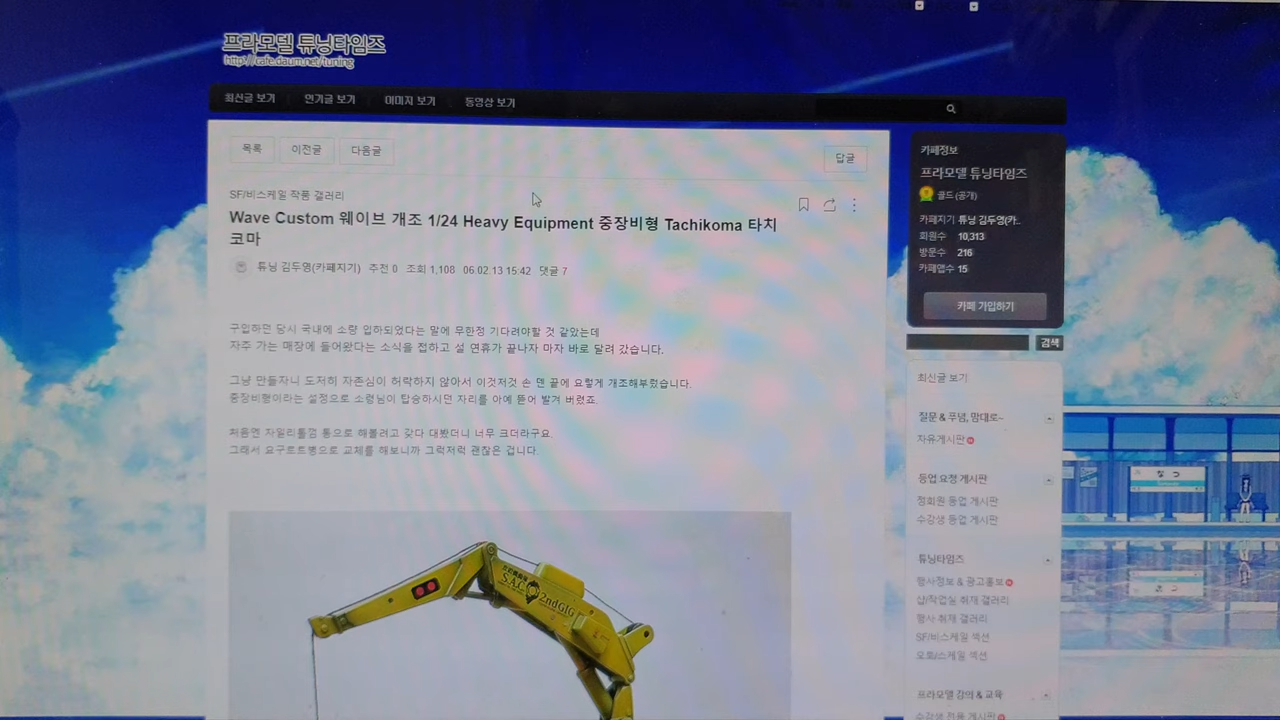 프라모델 튜닝타임즈
http://cafe.daum.net/tuning
최신글 보기 인기글 보기 이미지 보기 동영상 보기
목록 이전글 다음글 답글
SF/비스케일 작품 갤러리
Wave Custom 웨이브 개조 1/24 Heavy Equipment 중장비형 Tachikoma 타치
코마
튜닝 김두영(카페지기) 추천 0 조회 1,108 06.02.13 15:42 댓글 7
구입하면 당시 국내에 소량 입하되었다는 말에 무한정 기다려야할 것 같았는데
자주 가는 매장에 들어왔다는 소식을 접하고 설 연휴가 끝나자 마자 바로 달려 갔습니다.
그냥 만들자니 도저히 자존심이 허락하지 않아서 이것저것 손 덴 끝에 요렇게 개조해부렀습니다.
중장비형이라는 설정으로 소령님이 탑승하시던 자리를 아예 뜯어 발겨 버렸죠.
처음엔 자일리톨껌 통으로 해볼려고 갖다 대봤더니 너무 크더라구요.
그래서 요구르트병으로 교체를 해보니까 그럭저럭 괜찮은 겁니다.
S.A.C
2ndGIG
카페정보
프라모델 튜닝타임즈
골드 (공개)
카페지기 튜닝 김두영(카..
회원수 10,313
방문수 216
카페앱수 15
카페 가입하기
검색
최신글 보기
질문 & 푸념, 맘대로~
자유게시판
등업 요청 게시판
정회원 등업 게시판
수강생 등업 게시판
튜닝타임즈
행사정보 & 광고홍보
샵/작업실 취재 갤러리
행사 취재 갤러리
SF/비스케일 섹션
오토/스케일 섹션
프라모델 강의 & 교육
수강생 전용 게시판
なつ